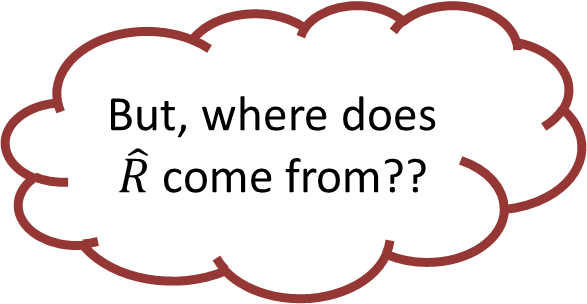 But, where does
R̂ come from??